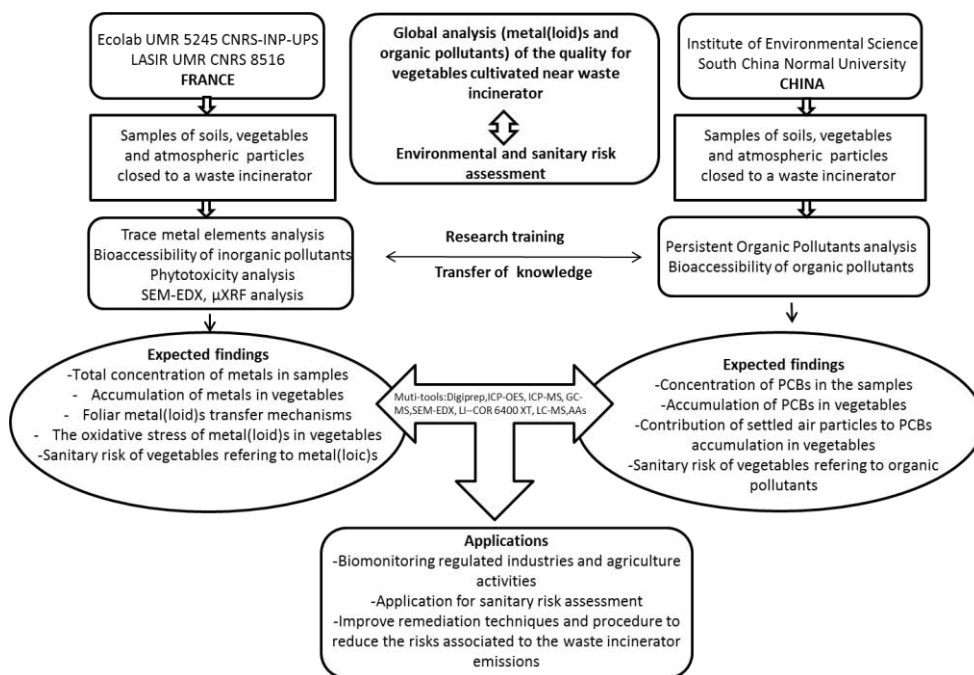 Ecolab UMR 5245 CNRS-INP-UPS
LASIR UMR CNRS 8516
FRANCE
Global analysis (metal(loid)s and
organic pollutants) of the quality for
vegetables cultivated near waste
incinerator
Environmental and sanitary risk
assessment
Institute of Environmental Science
South China Normal University
CHINA
Samples of soils, vegetables
and atmospheric particles
closed to a waste incinerator
Samples of soils, vegetables
and atmospheric particles
closed to a waste incinerator
Trace metal elements analysis
Bioaccessibility of inorganic pollutants
Phytotoxicity analysis
SEM-EDX, µXRF analysis
Research training
Transfer of knowledge
Persistent Organic Pollutants analysis
Bioaccessibility of organic pollutants
Expected findings
-Total concentration of metals in samples
- Accumulation of metals in vegetables
- Foliar metal(loid)s transfer mechanisms
- The oxidative stress of metal(loid)s in vegetables
-Sanitary risk of vegetables refering to metal(loic)s
Muti-tools:Digiprep,ICP-OES, ICP-MS, GC-
MS,SEM-EDX, LI--COR 6400 XT, LC-MS,AAs
Expected findings
-Concentration of PCBs in the samples
-Accumulation of PCBs in vegetables
-Contribution of settled air particles to PCBs
accumulation in vegetables
-Sanitary risk of vegetables refering to organic
pollutants
Applications
-Biomonitoring regulated industries and agriculture
activities
-Application for sanitary risk assessment
-Improve remediation techniques and procedure to
reduce the risks associated to the waste incinerator
emissions